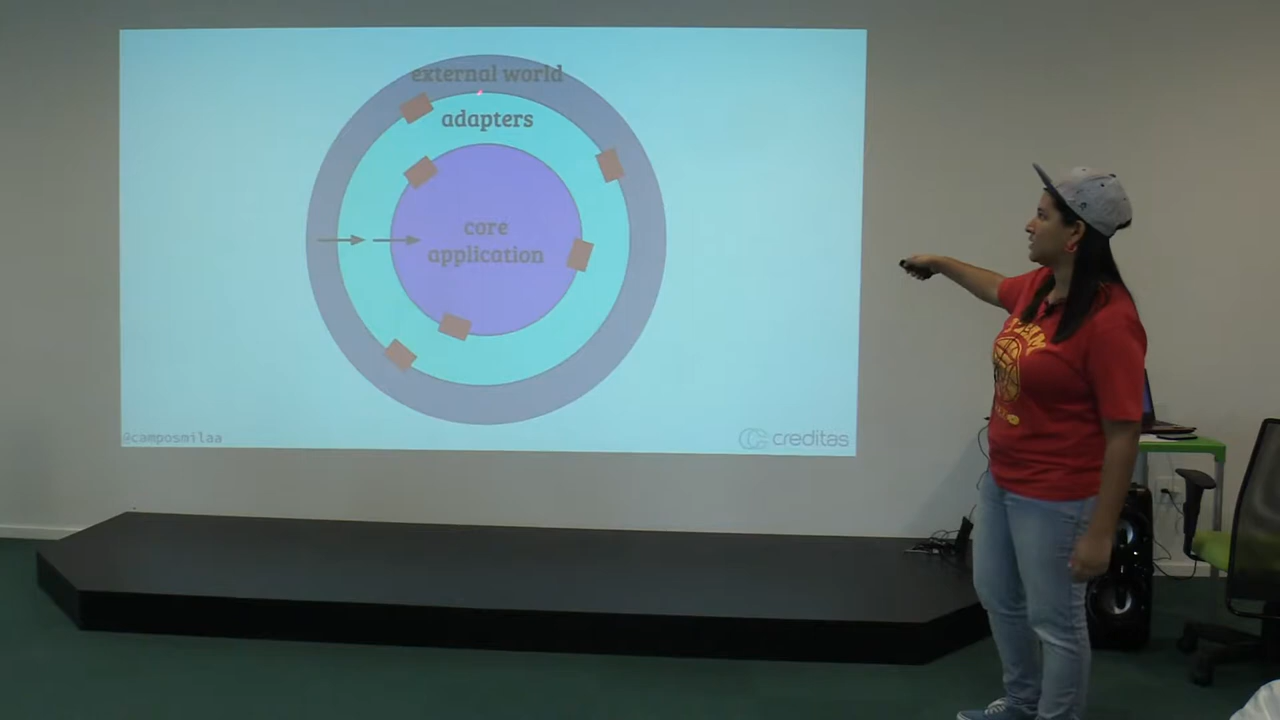 external world
adapters
core
application
@camposmilaa
creditas